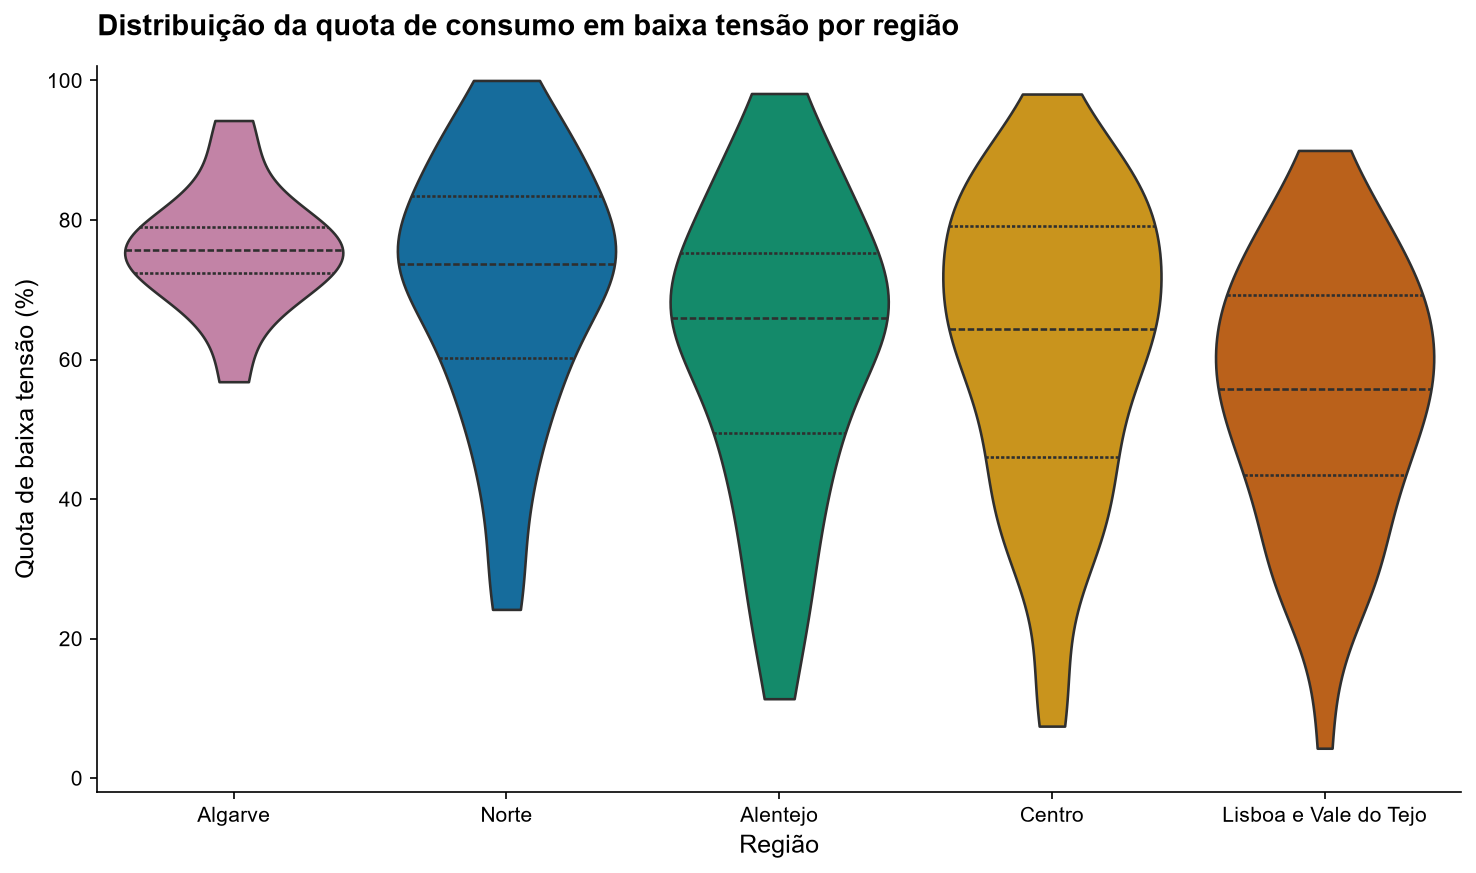 Distribuição da quota de consumo em baixa tensão por região
Quota de baixa tensão (%)
100
80
60
40
20
0
Algarve
Norte
Alentejo
Centro
Lisboa e Vale do Tejo
Região